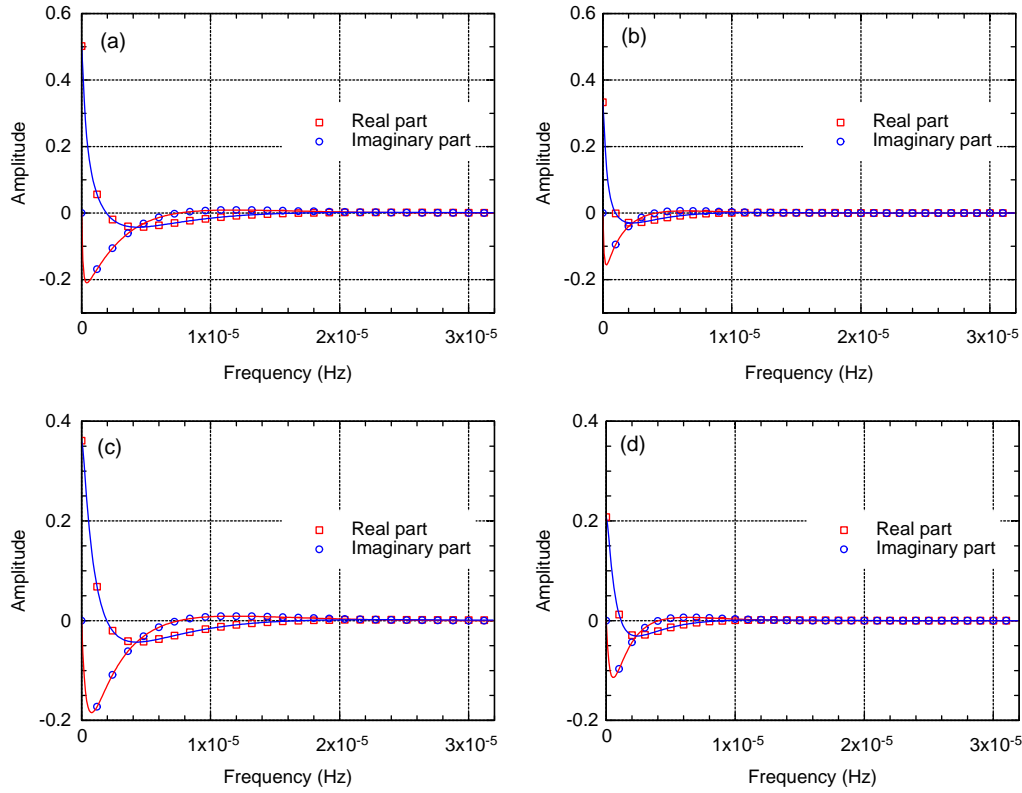 (a)
0.6
0.4
0.2
0
-0.2
Amplitude
Real part
Imaginary part
0
1x10-5
2x10-5
3x10-5
Frequency (Hz)
(b)
0.6
0.4
0.2
0
-0.2
Amplitude
Real part
Imaginary part
0
1x10-5
2x10-5
3x10-5
Frequency (Hz)
(c)
0.4
0.2
0
-0.2
Amplitude
Real part
Imaginary part
0
1x10-5
2x10-5
3x10-5
Frequency (Hz)
(d)
0.4
0.2
0
-0.2
Amplitude
Real part
Imaginary part
0
1x10-5
2x10-5
3x10-5
Frequency (Hz)